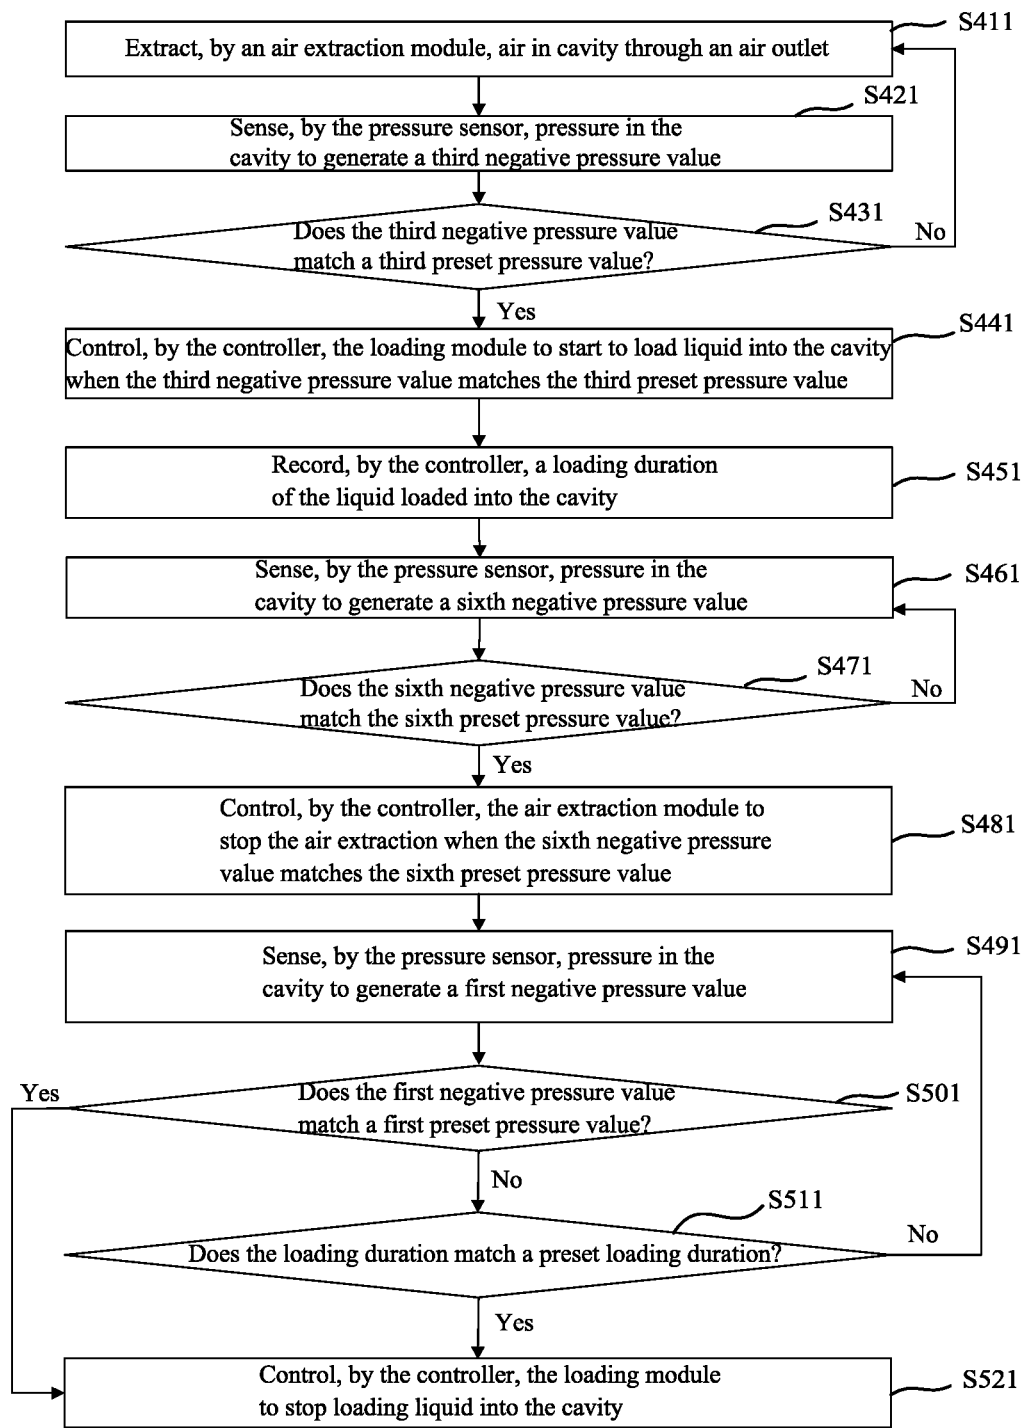 S411
Extract, by an air extraction module, air in cavity through an air outlet
S421
Sense, by the pressure sensor, pressure in the
cavity to generate a third negative pressure value
S431
Does the third negative pressure value
match a third preset pressure value?
No
Yes
S441
Control, by the controller, the loading module to start to load liquid into the cavity
when the third negative pressure value matches the third preset pressure value
Record, by the controller, a loading duration
of the liquid loaded into the cavity
S451
Sense, by the pressure sensor, pressure in the
cavity to generate a sixth negative pressure value
S461
S471
Does the sixth negative pressure value
match the sixth preset pressure value?
No
Yes
Control, by the controller, the air extraction module to
stop the air extraction when the sixth negative pressure
value matches the sixth preset pressure value
S481
Sense, by the pressure sensor, pressure in the
cavity to generate a first negative pressure value
S491
Yes
Does the first negative pressure value
match a first preset pressure value?
S501
No
S511
Does the loading duration match a preset loading duration?
No
Yes
Control, by the controller, the loading module
to stop loading liquid into the cavity
S521